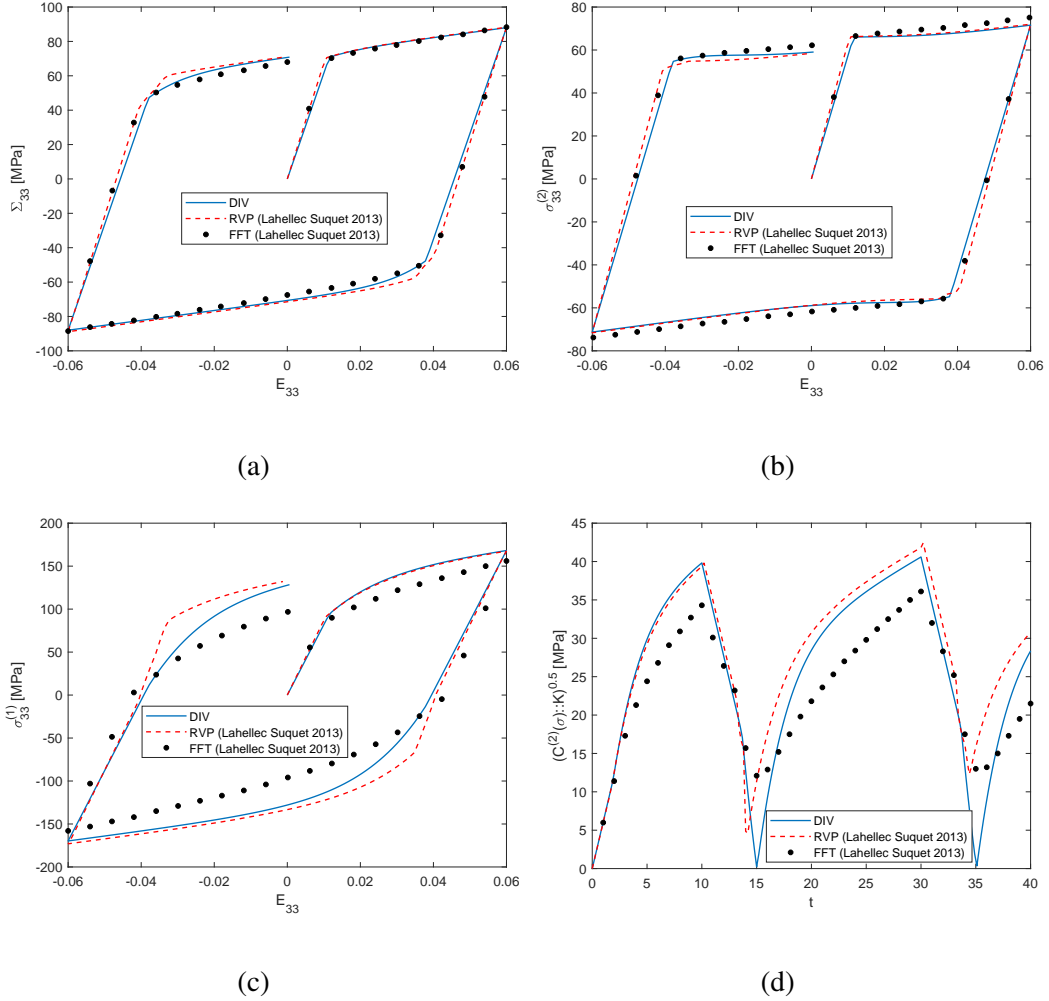 100
80
60
40
20
0
-20
-40
-60
-80
-100
-0.06 -0.04 -0.02 0 0.02 0.04 0.06
E33
Σ33 [MPa]
DIV
RVP (Lahellec Suquet 2013)
FFT (Lahellec Suquet 2013)
(a)
80
60
40
20
0
-20
-40
-60
-80
-0.06 -0.04 -0.02 0 0.02 0.04 0.06
E33
σ33(2) [MPa]
DIV
RVP (Lahellec Suquet 2013)
FFT (Lahellec Suquet 2013)
(b)
200
150
100
50
0
-50
-100
-150
-200
-0.06 -0.04 -0.02 0 0.02 0.04 0.06
E33
σ33(1) [MPa]
DIV
RVP (Lahellec Suquet 2013)
FFT (Lahellec Suquet 2013)
(c)
45
40
35
30
25
20
15
10
5
0
0 5 10 15 20 25 30 35 40
t
(C(2)(σ)::K)0.5 [MPa]
DIV
RVP (Lahellec Suquet 2013)
FFT (Lahellec Suquet 2013)
(d)